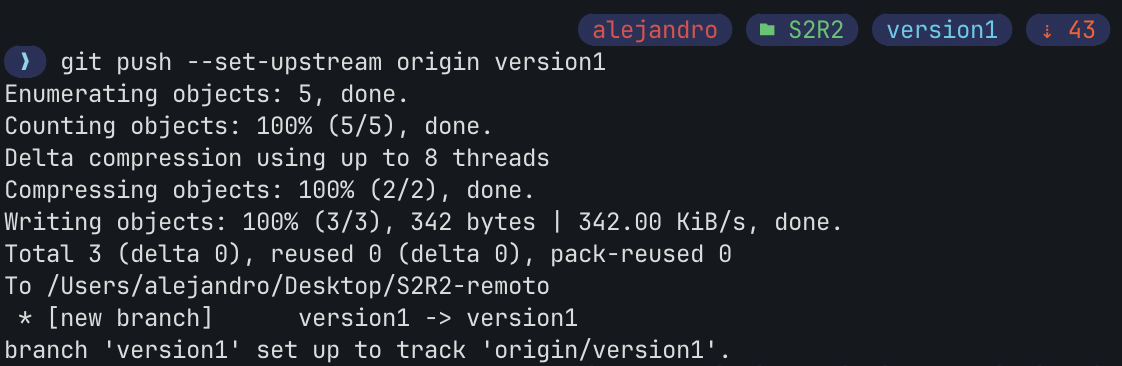 alejandro S2R2 version1 ⇣ 43
❯ git push --set-upstream origin version1
Enumerating objects: 5, done.
Counting objects: 100% (5/5), done.
Delta compression using up to 8 threads
Compressing objects: 100% (2/2), done.
Writing objects: 100% (3/3), 342 bytes | 342.00 KiB/s, done.
Total 3 (delta 0), reused 0 (delta 0), pack-reused 0
To /Users/alejandro/Desktop/S2R2-remoto
 * [new branch]      version1 -> version1
branch 'version1' set up to track 'origin/version1'.